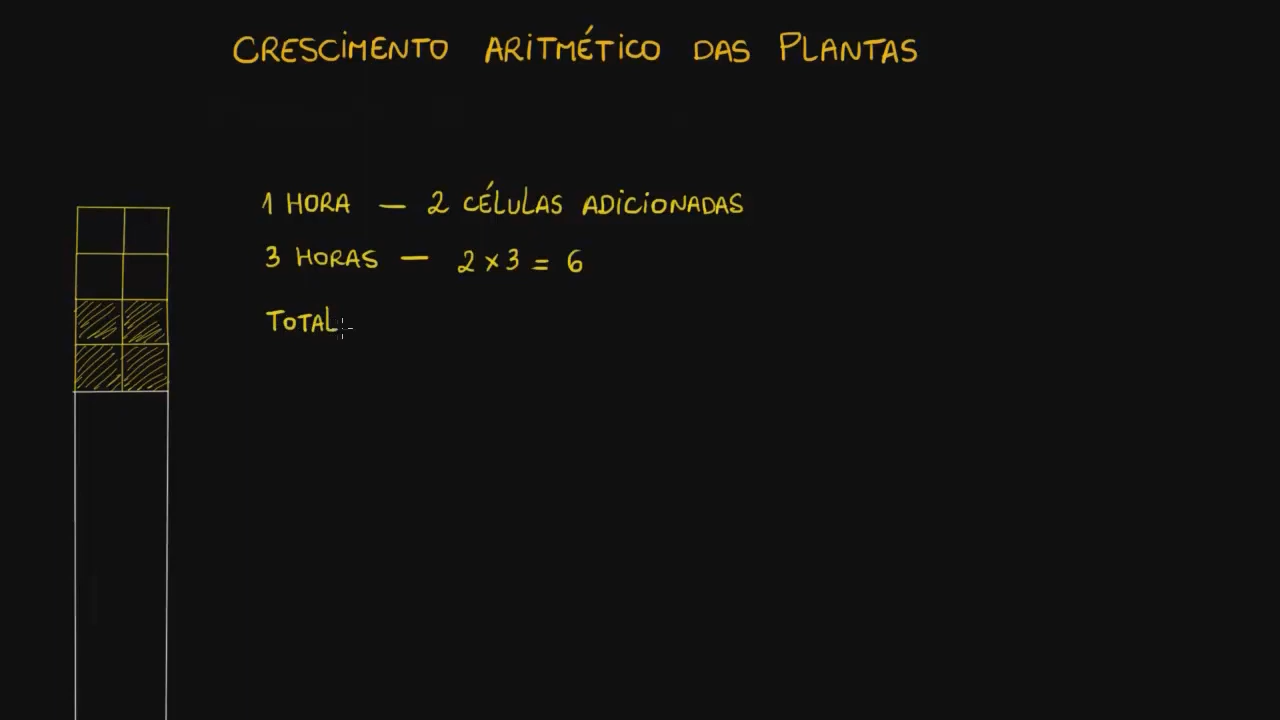 CRESCIMENTO ARITMÉTICO DAS PLANTAS
1 HORA — 2 CÉLULAS ADICIONADAS
3 HORAS — 2 × 3 = 6
TOTAL